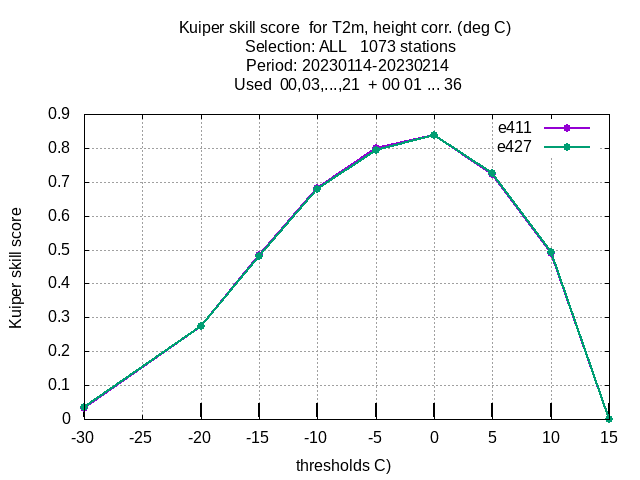 Kuiper skill score  for T2m, height corr. (deg C)
Selection: ALL   1073 stations
Period: 20230114-20230214
Used  00,03,...,21  + 00 01 ... 36
e411
e427
0.9
0.8
0.7
0.6
0.5
0.4
0.3
0.2
0.1
0
Kuiper skill score
-30 -25 -20 -15 -10 -5 0 5 10 15
thresholds C)